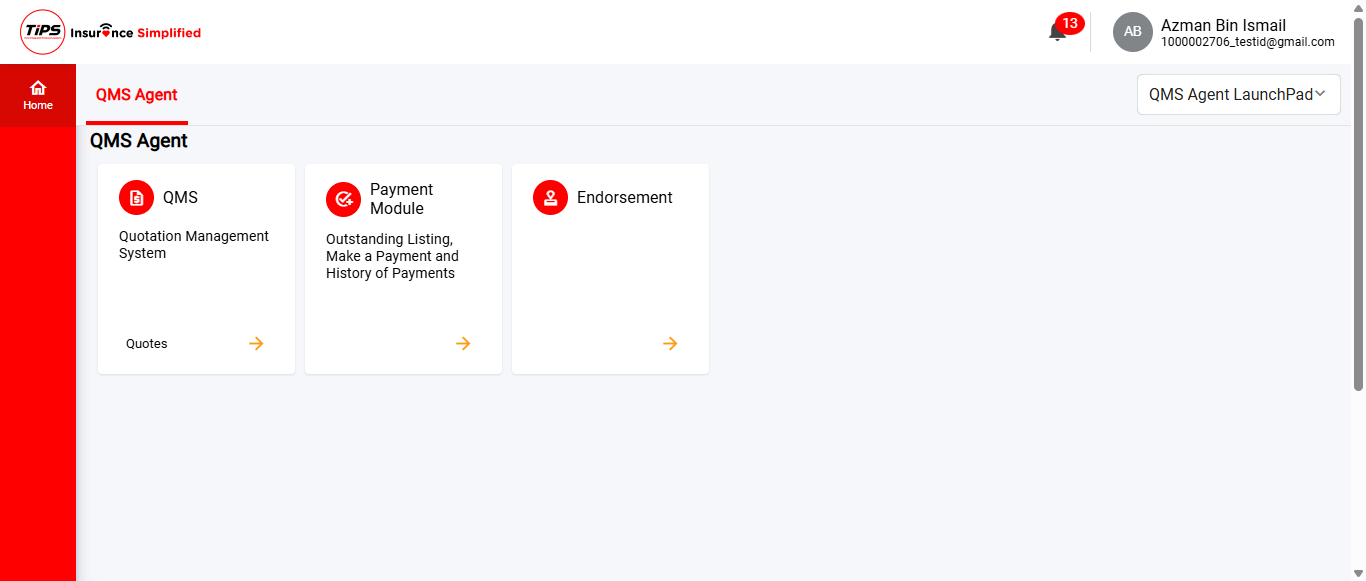 TiPS
Insurance Simplified
13
AB
Azman Bin Ismail
1000002706_testid@gmail.com
Home
QMS Agent
QMS Agent LaunchPad
QMS Agent
QMS
Quotation Management
System
Quotes
Payment
Module
Outstanding Listing,
Make a Payment and
History of Payments
Endorsement